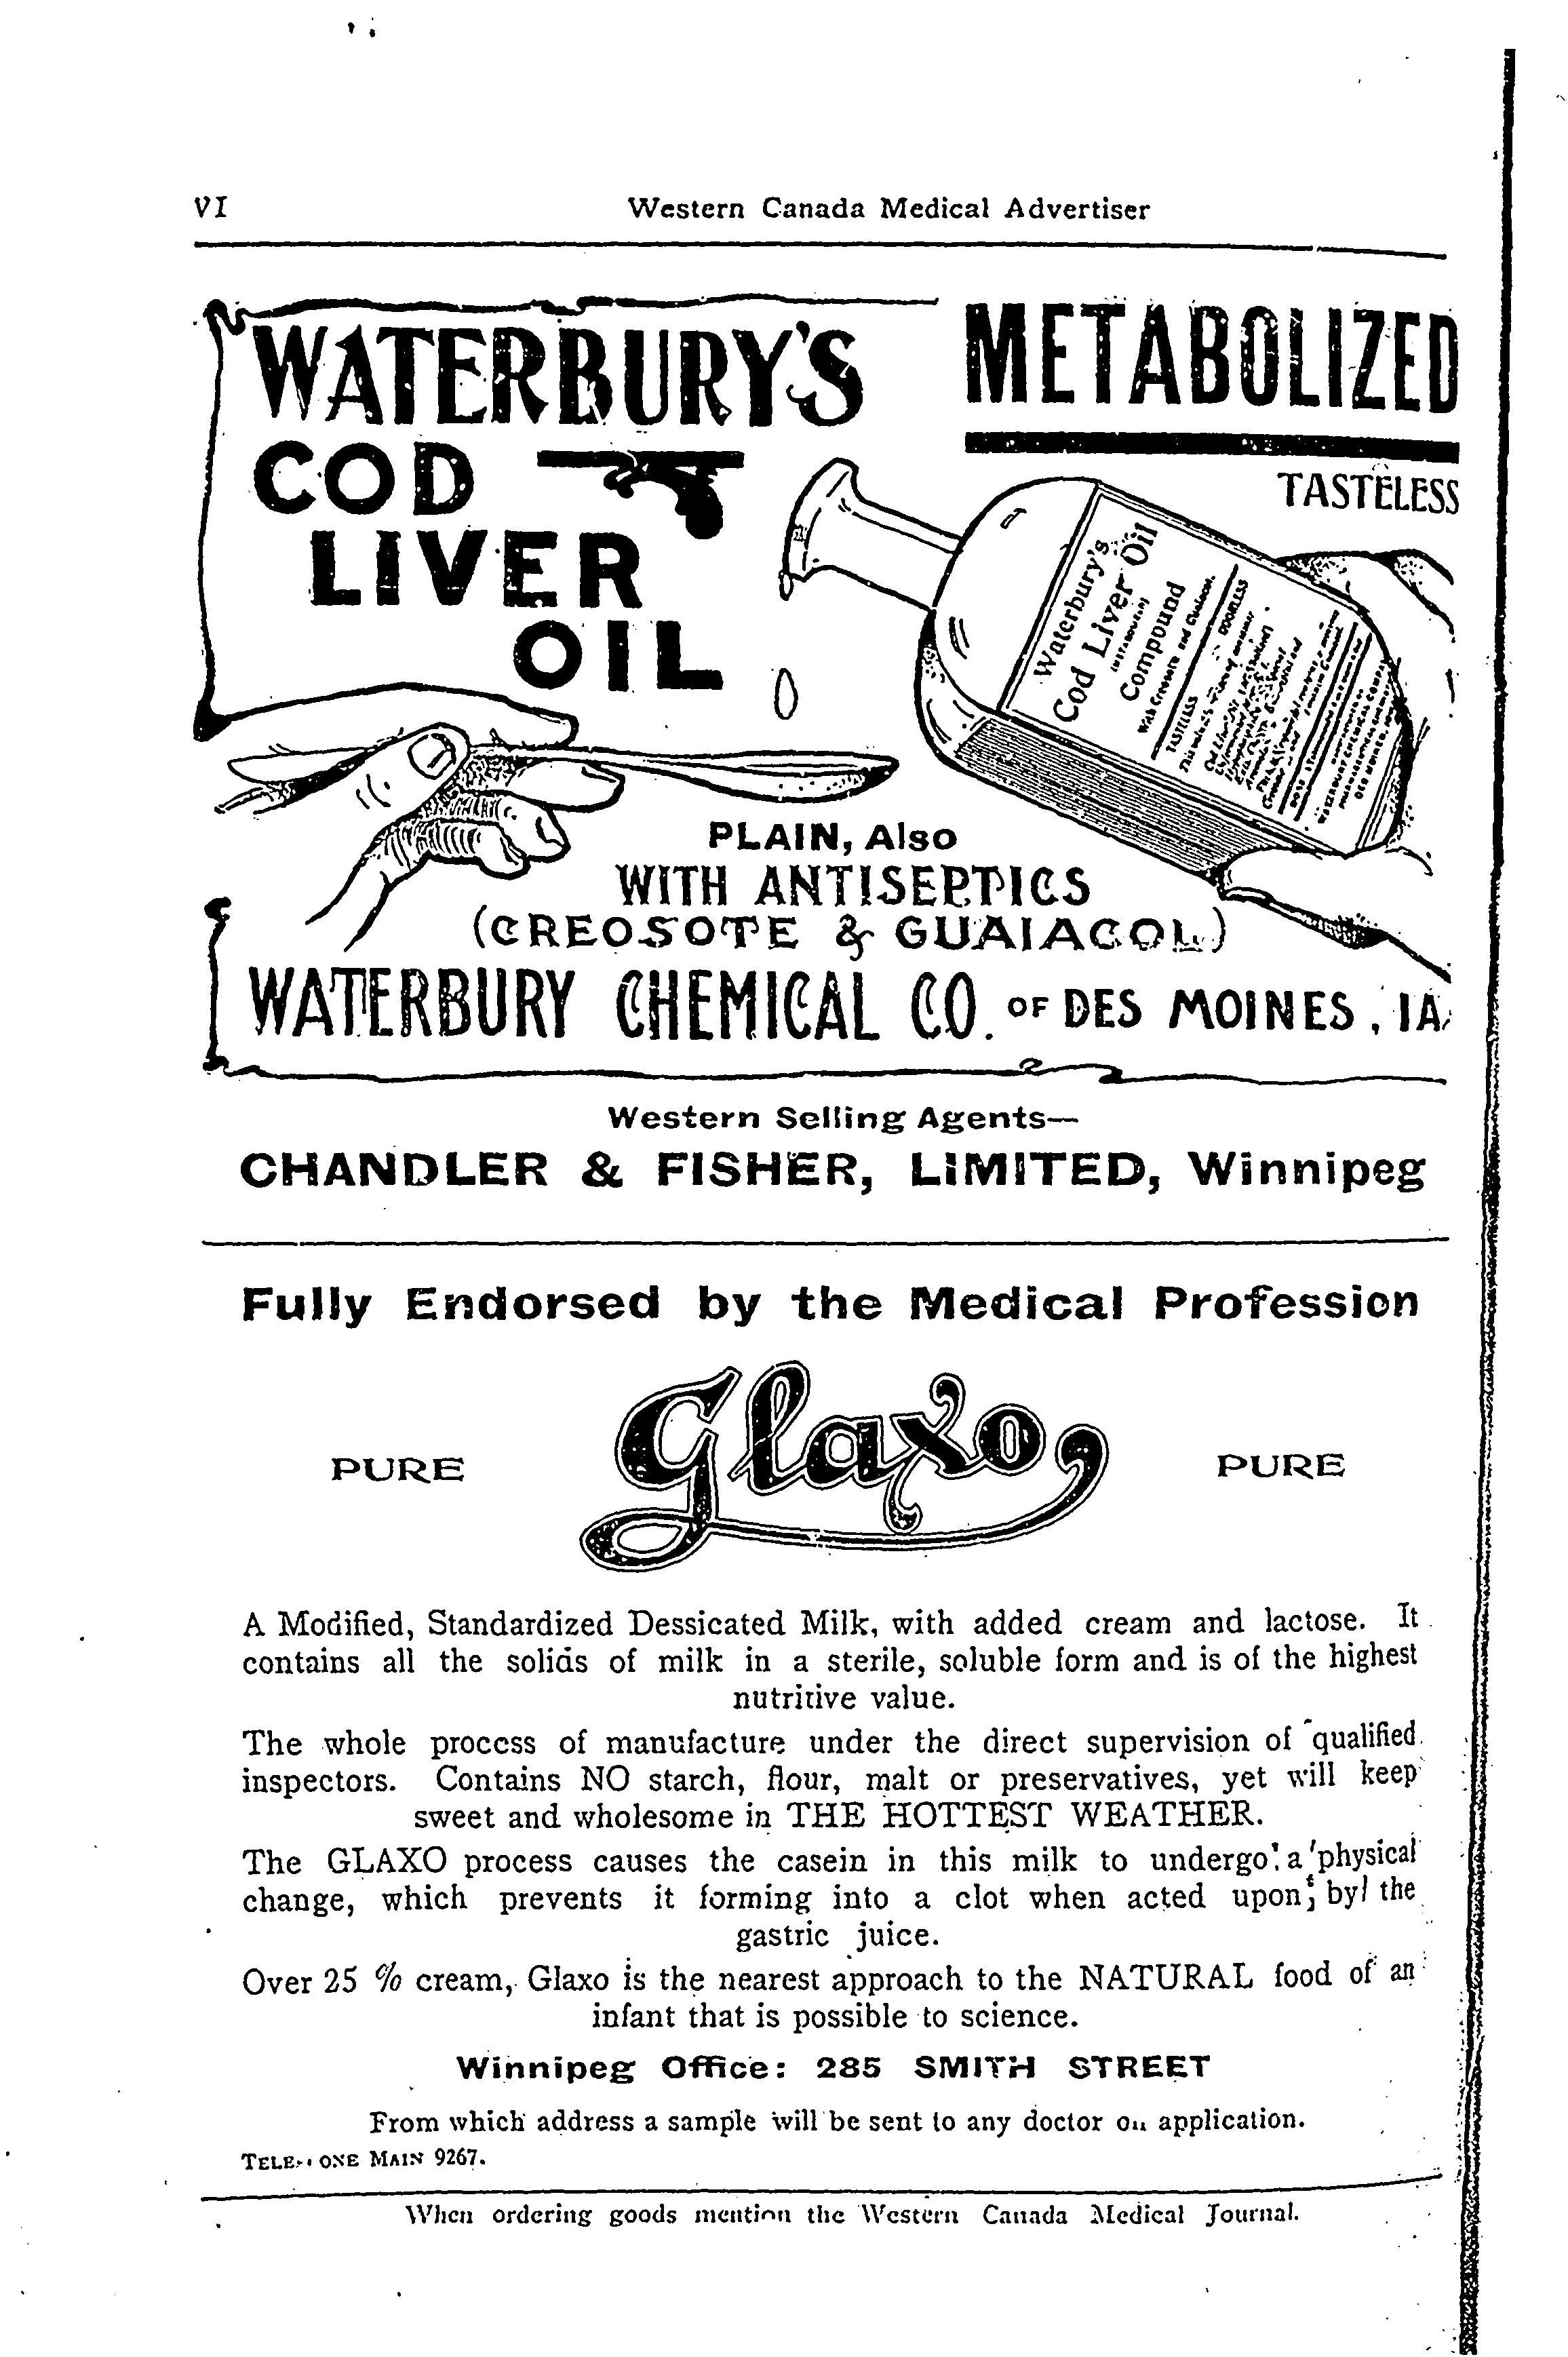 VI
Western Canada Medical Advertiser
WATERBURY'S
COD
LIVER
OIL
METABOLIZED
TASTELESS
Waterbury's
Cod Liver Oil
Compound
With Creosote and Guaiacol.
TASTELESS ODORLESS
PLAIN, Also
WITH ANTISEPTICS
(CREOSOTE & GUAIACOL)
WATERBURY CHEMICAL CO. OF DES MOINES, IA.
Western Selling Agents—
CHANDLER & FISHER, LIMITED, Winnipeg
Fully Endorsed by the Medical Profession
PURE Glaxo PURE
A Modified, Standardized Dessicated Milk, with added cream and lactose. It
contains all the solids of milk in a sterile, soluble form and is of the highest
nutritive value.
The whole process of manufacture under the direct supervision of qualified
inspectors. Contains NO starch, flour, malt or preservatives, yet will keep
sweet and wholesome in THE HOTTEST WEATHER.
The GLAXO process causes the casein in this milk to undergo a physical
change, which prevents it forming into a clot when acted upon by the
gastric juice.
Over 25 % cream, Glaxo is the nearest approach to the NATURAL food of an
infant that is possible to science.
Winnipeg Office: 285 SMITH STREET
From which address a sample will be sent to any doctor on application.
TELEPHONE MAIN 9267.
When ordering goods mention the Western Canada Medical Journal.